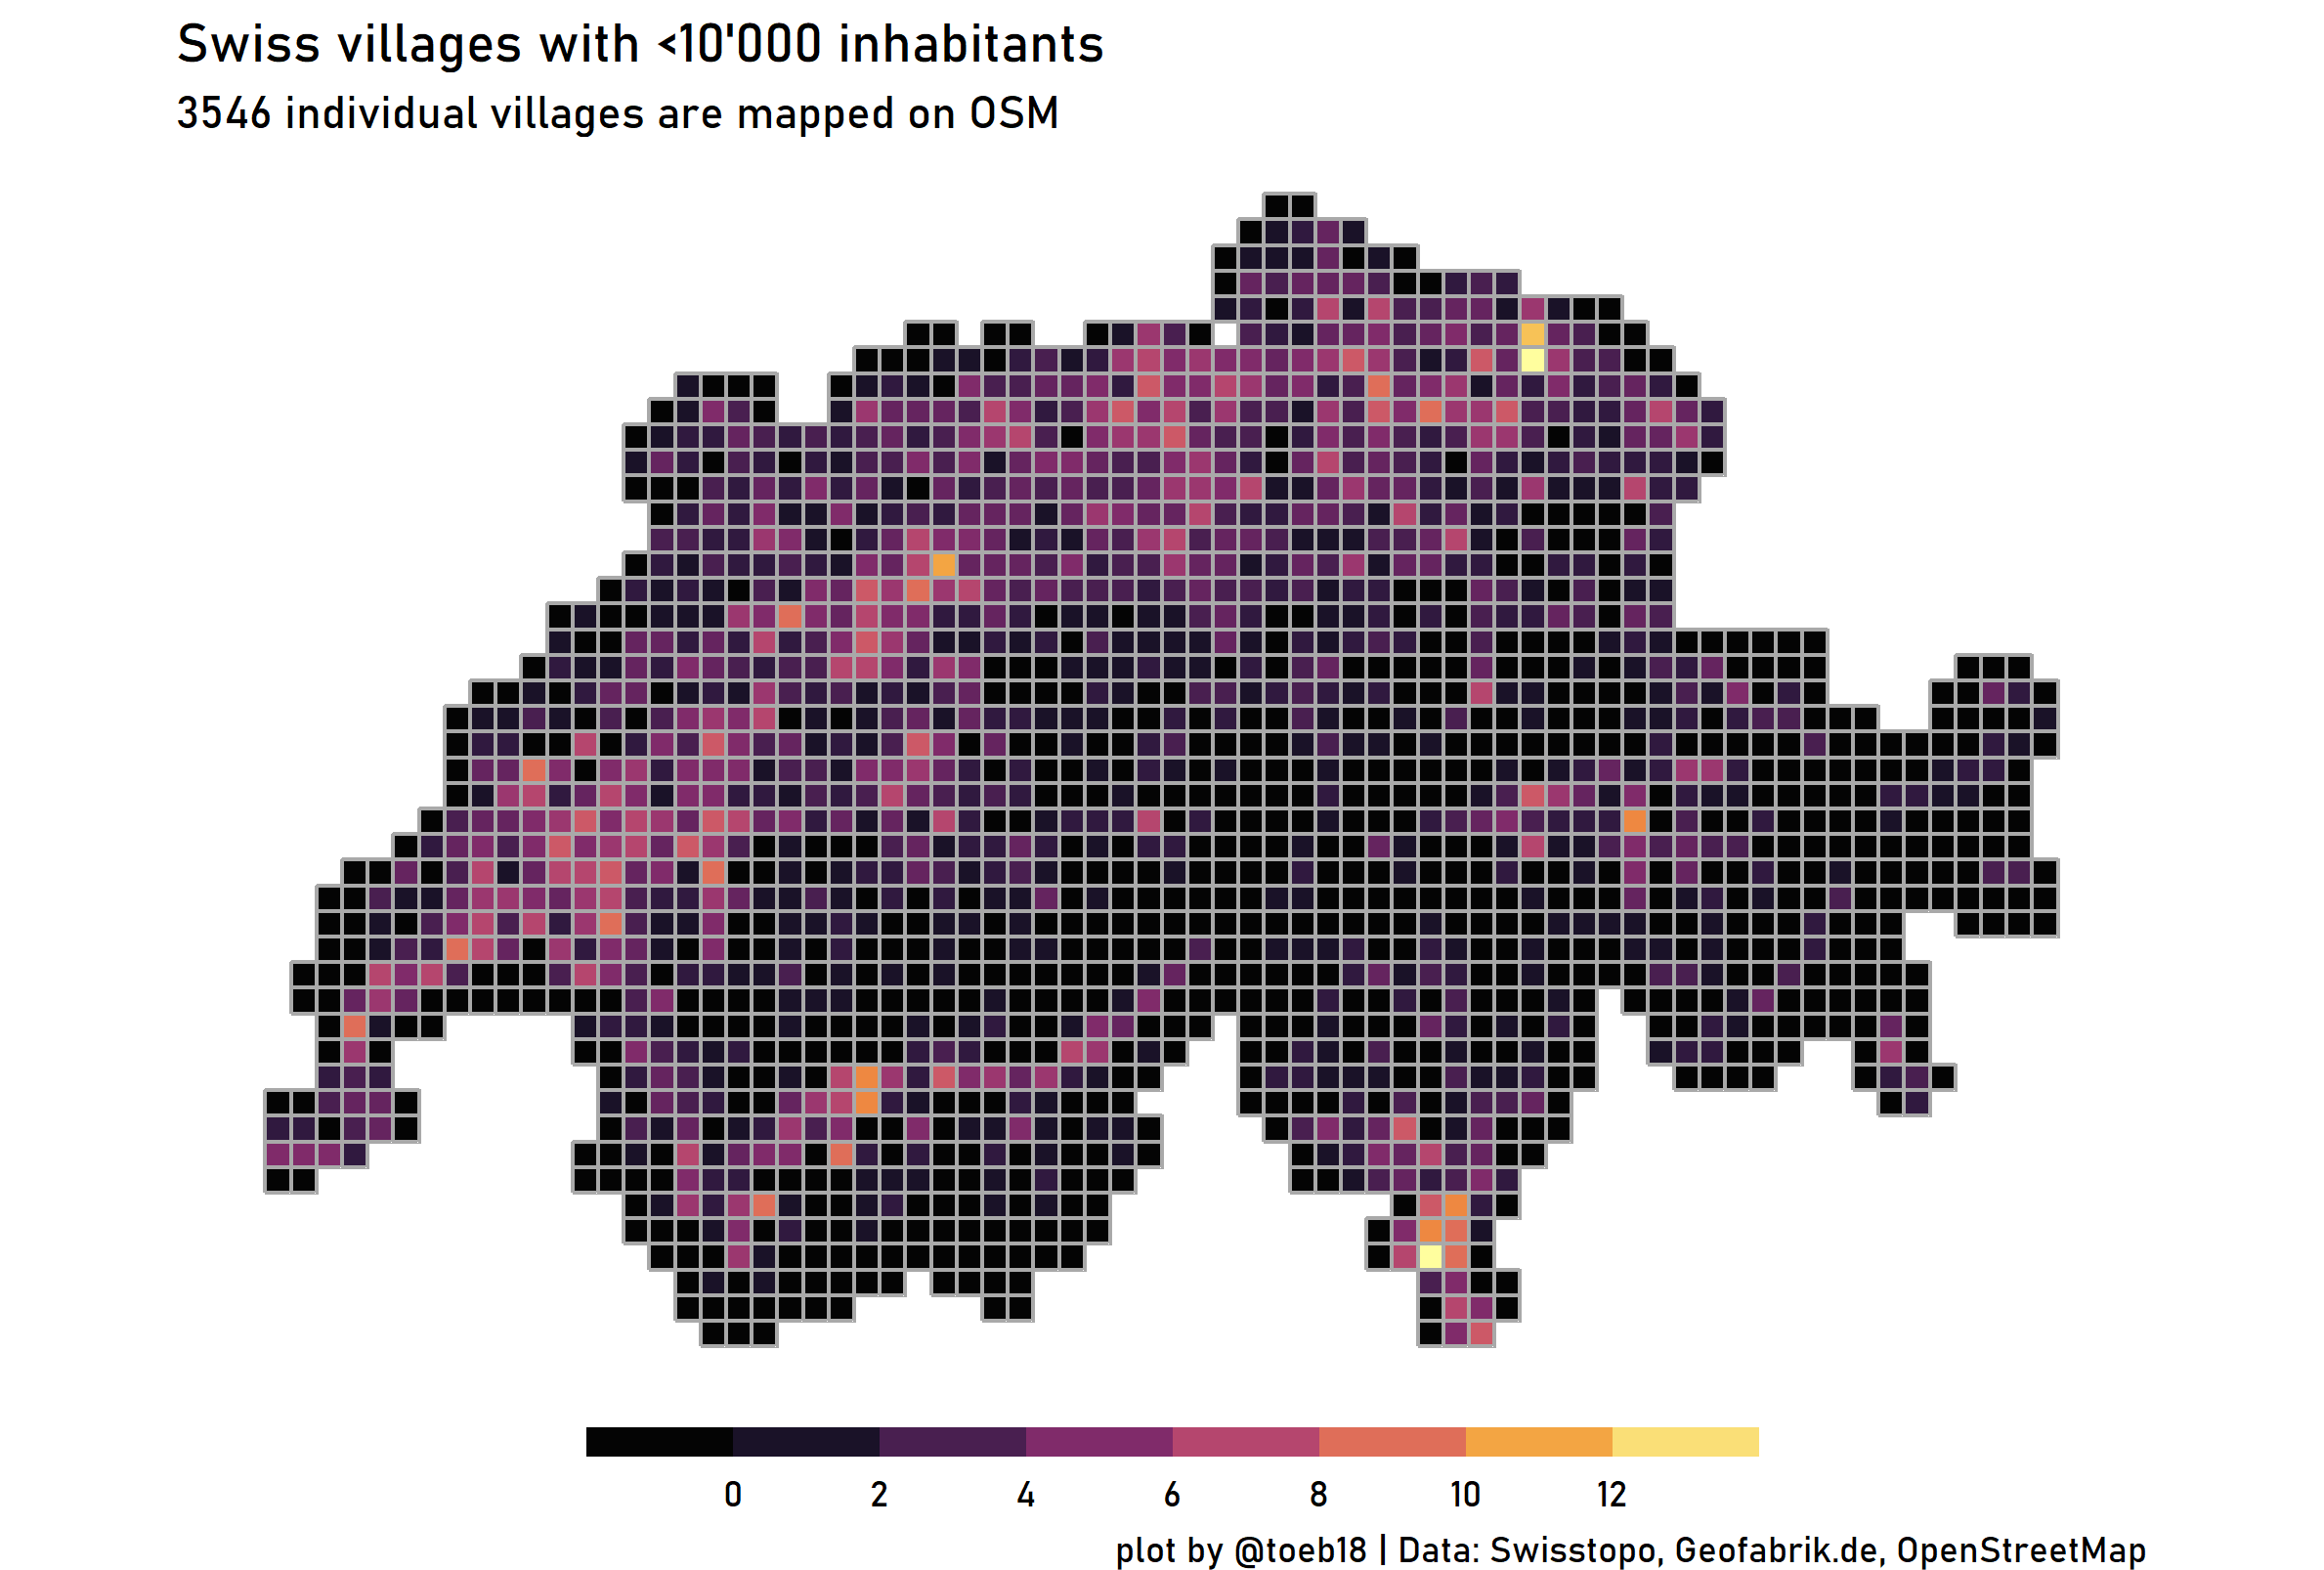 Swiss villages with <10'000 inhabitants
3546 individual villages are mapped on OSM
0 2 4 6 8 10 12
plot by @toeb18 | Data: Swisstopo, Geofabrik.de, OpenStreetMap